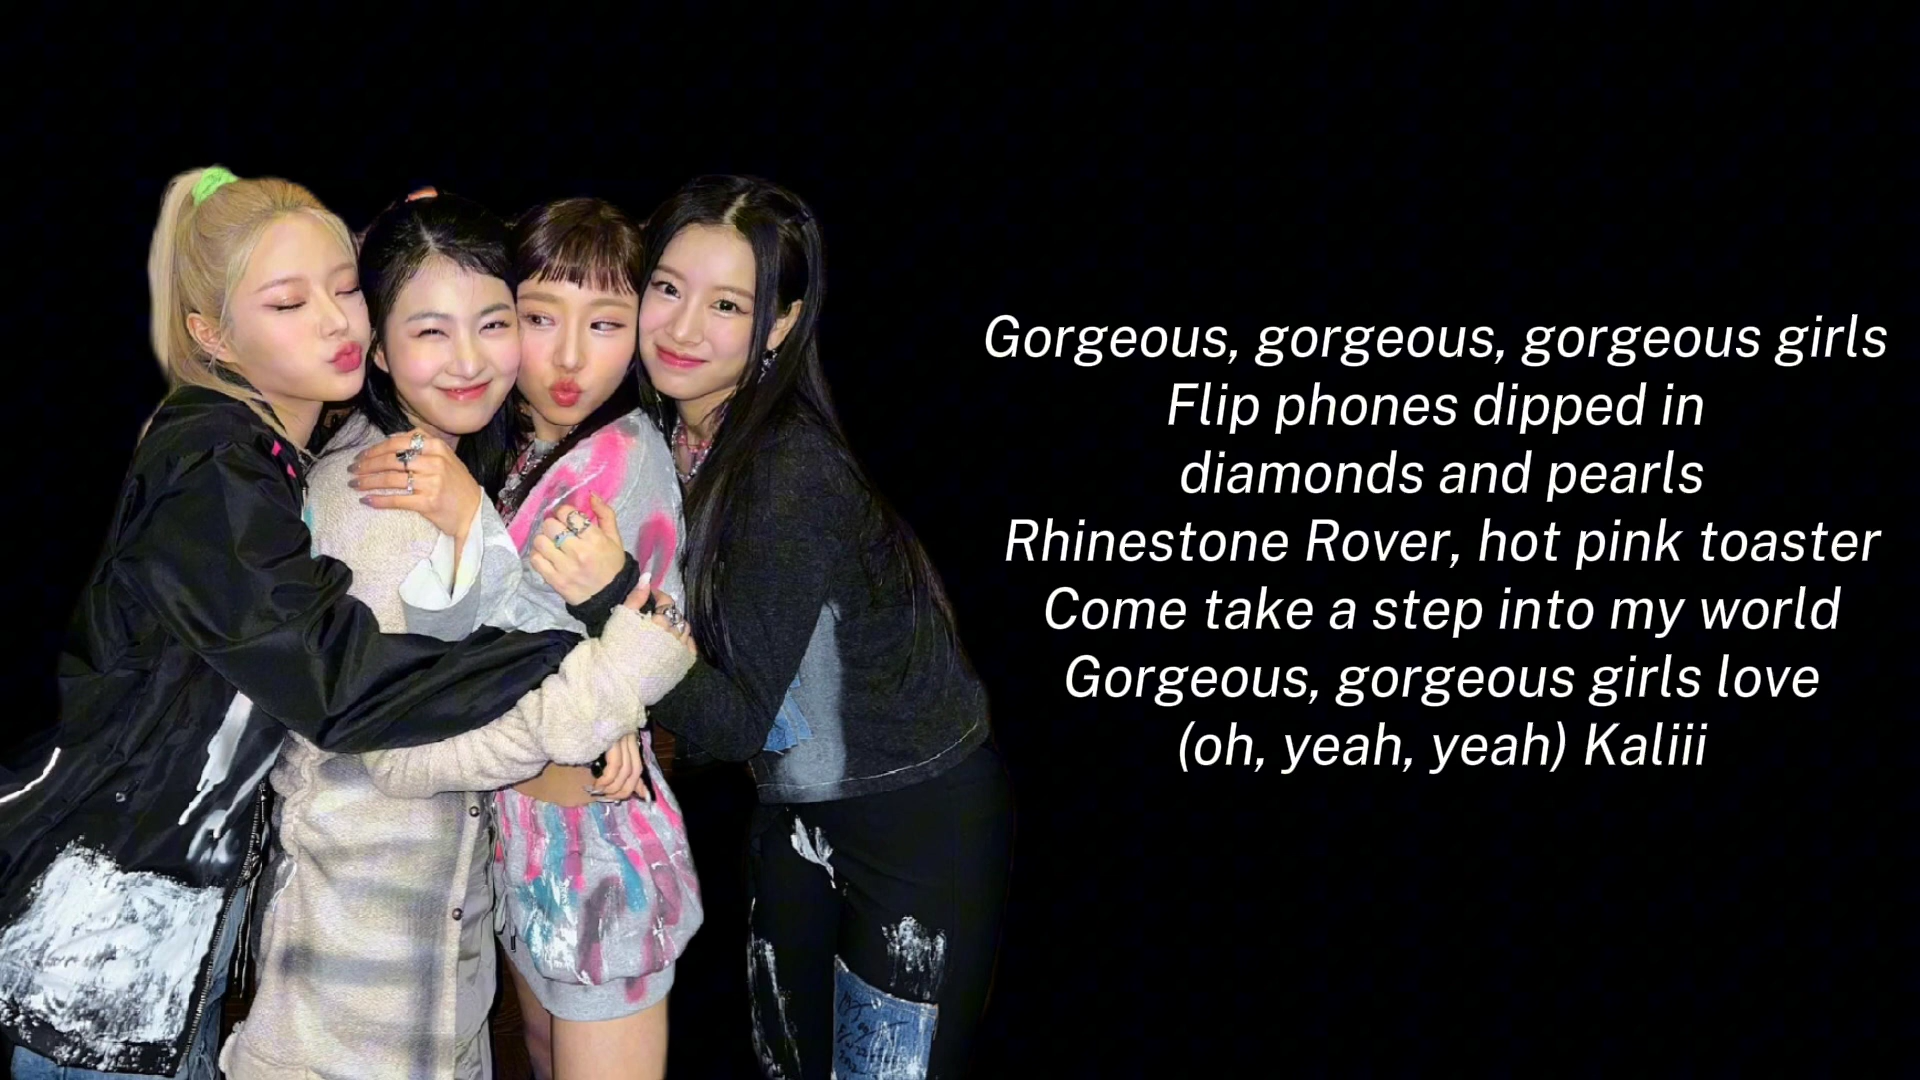 Gorgeous, gorgeous, gorgeous girls
Flip phones dipped in
diamonds and pearls
Rhinestone Rover, hot pink toaster
Come take a step into my world
Gorgeous, gorgeous girls love
(oh, yeah, yeah) Kaliii